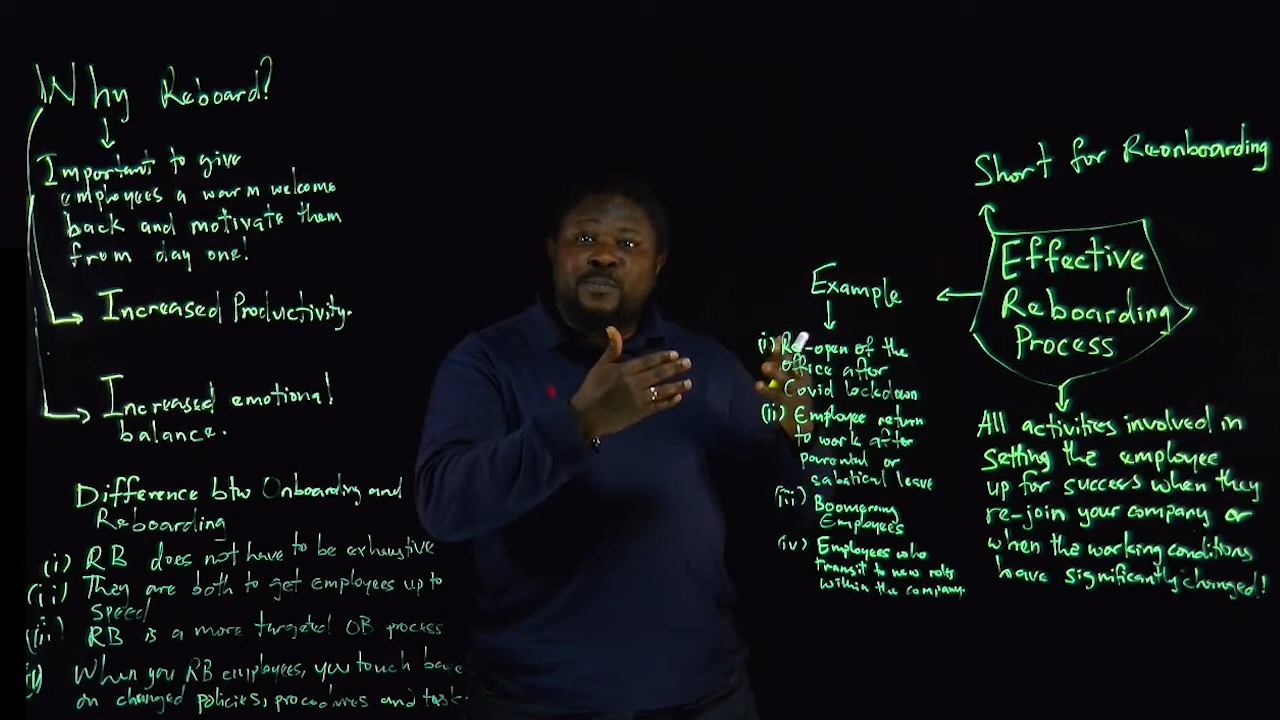 Why Reboard?
Important to give
employees a warm welcome
back and motivate them
from day one!
Increased Productivity.
Increased emotional
balance.
Difference btw Onboarding and
Reboarding
(i) RB does not have to be exhaustive
(ii) They are both to get employees up to
speed
(iii) RB is a more targeted OB process
When you RB employees, you touch base
on changed policies, procedures and task.
Short for Reonboarding
Effective
Reboarding
Process
Example
(i) Re-open of the
office after
Covid lockdown
(ii) Employee return
to work after
parental or
sabatical leave
(iii) Boomerang
Employees
(iv) Employees who
transit to new roles
within the company.
All activities involved in
setting the employee
up for success when they
re-join your company or
when the working conditions
have significantly changed!